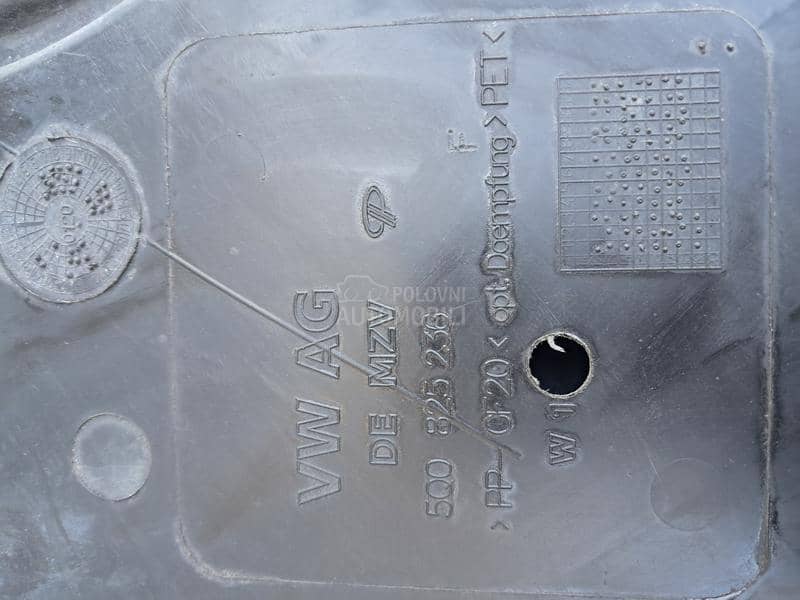 VW AG
DE MZV
5Q0 825 236
>PP-GF20< opt. Daempfung >PET<
W 1
POLOVNI
AUTOMOBILI